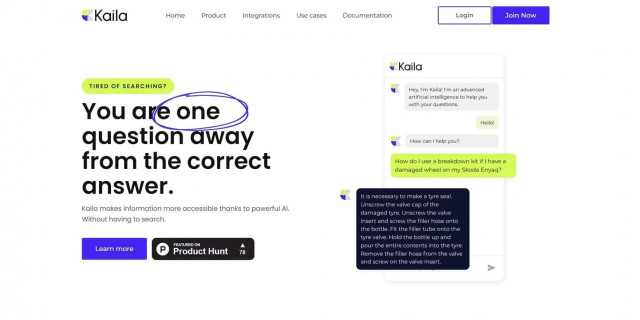 Kaila
Home Product Integrations Use cases Documentation
Login Join Now
TIRED OF SEARCHING?
You are one
question away
from the correct
answer.
Kaila makes information more accessible thanks to powerful AI.
Without having to search.
Learn more
FEATURED ON
Product Hunt
▲
78
Kaila
Hey, I'm Kaila! I'm an advanced
artificial intelligence to help you
with your questions.
Hello!
How can I help you?
How do I use a breakdown kit if I have a
damaged wheel on my Skoda Enyaq?
It is necessary to make a tyre seal.
Unscrew the valve cap of the
damaged tyre. Unscrew the valve
insert and screw the filler hose onto
the bottle. Fit the filler tube onto the
tyre valve. Hold the bottle up and
pour the entire contents into the tyre.
Remove the filler hose from the valve
and screw on the valve insert.